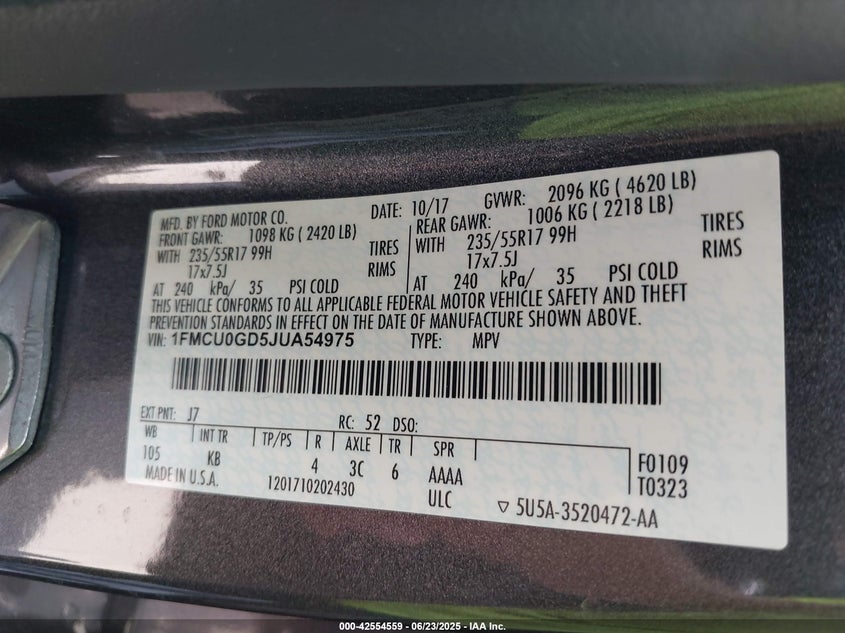 MFD. BY FORD MOTOR CO. DATE: 10/17 GVWR: 2096 KG ( 4620 LB)
FRONT GAWR: 1098 KG ( 2420 LB) REAR GAWR: 1006 KG ( 2218 LB)
WITH 235/55R17 99H TIRES WITH 235/55R17 99H TIRES
17x7.5J RIMS 17x7.5J RIMS
AT 240 kPa/ 35 PSI COLD AT 240 kPa/ 35 PSI COLD
THIS VEHICLE CONFORMS TO ALL APPLICABLE FEDERAL MOTOR VEHICLE SAFETY AND THEFT
PREVENTION STANDARDS IN EFFECT ON THE DATE OF MANUFACTURE SHOWN ABOVE.
VIN: 1FMCU0GD5JUA54975 TYPE: MPV
EXT PNT: J7 RC: 52 DSO:
WB INT TR TP/PS R AXLE TR SPR
105 KB 4 3C 6 AAAA F0109
MADE IN U.S.A. 1201710202430 ULC T0323
▽ 5U5A-3520472-AA
000-42554559 | 06/23/2025 | IAA Inc.